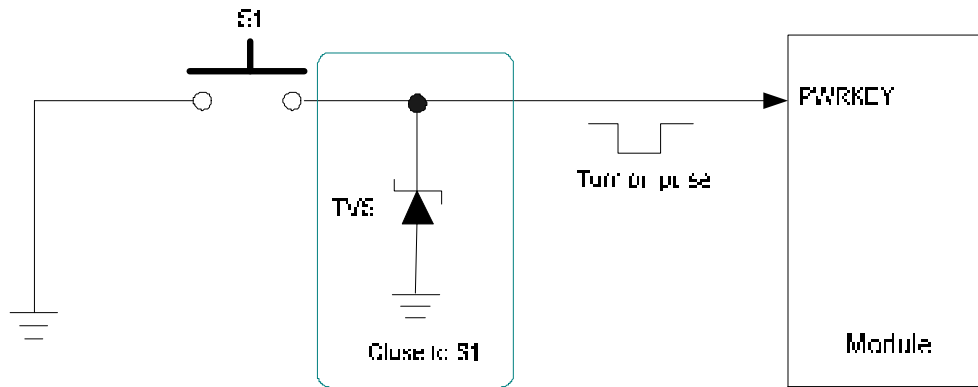 S1
PWRKEY
Turn on pulse
TVS
Close to S1
Module